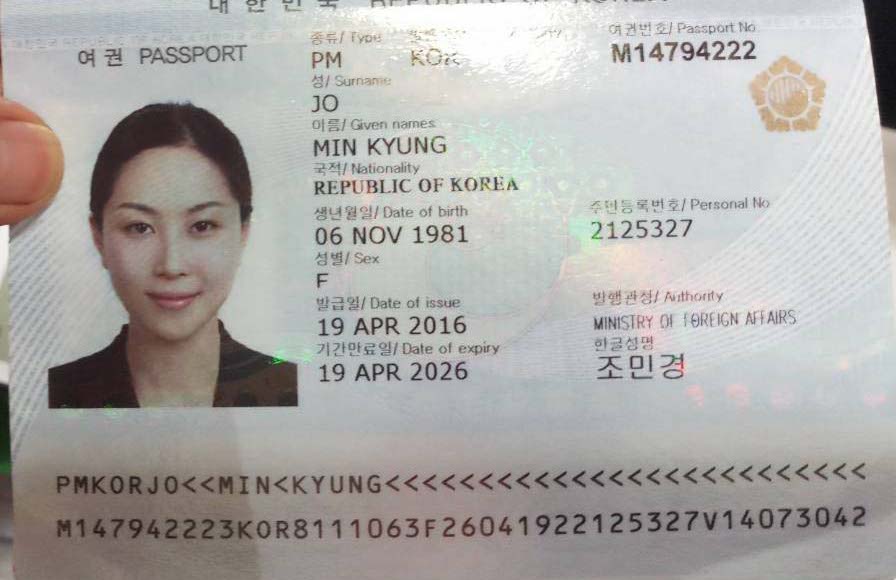 대한민국 REPUBLIC OF KOREA
여권 PASSPORT
종류/ Type 여권번호/ Passport No.
PM KOR M14794222
성/ Surname
JO
이름/ Given names
MIN KYUNG
국적/ Nationality
REPUBLIC OF KOREA
생년월일/ Date of birth 주민등록번호/ Personal No
06 NOV 1981 2125327
성별/ Sex
F
발급일/ Date of issue 발행관청/ Authority
19 APR 2016 MINISTRY OF FOREIGN AFFAIRS
기간만료일/ Date of expiry 한글성명
19 APR 2026 조민경
PMKORJO<<MIN<KYUNG<<<<<<<<<<<<<<<<<<<<<<<<<<
M147942223KOR8111063F26041922125327V14073042